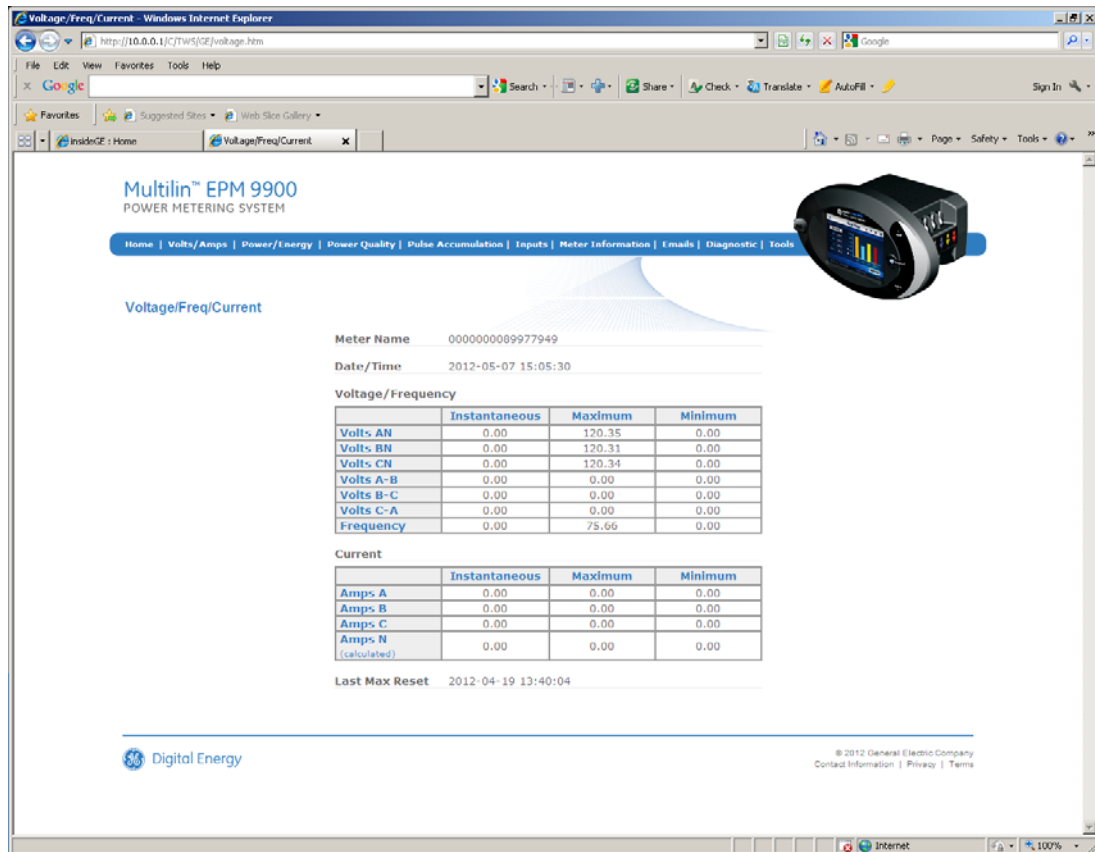 Voltage/Freq/Current - Windows Internet Explorer
http://10.0.0.1/C/TWS/GE/voltage.htm
Google
File Edit View Favorites Tools Help
x Google Search Share Check Translate AutoFill Sign In
Favorites Suggested Sites Web Slice Gallery
insideGE : Home Voltage/Freq/Current x Page Safety Tools
Multilin™ EPM 9900
POWER METERING SYSTEM
Home | Volts/Amps | Power/Energy | Power Quality | Pulse Accumulation | Inputs | Meter Information | Emails | Diagnostic | Tools
Voltage/Freq/Current
Meter Name 0000000089977949
Date/Time 2012-05-07 15:05:30
Voltage/Frequency
Instantaneous Maximum Minimum
Volts AN 0.00 120.35 0.00
Volts BN 0.00 120.31 0.00
Volts CN 0.00 120.34 0.00
Volts A-B 0.00 0.00 0.00
Volts B-C 0.00 0.00 0.00
Volts C-A 0.00 0.00 0.00
Frequency 0.00 75.66 0.00
Current
Instantaneous Maximum Minimum
Amps A 0.00 0.00 0.00
Amps B 0.00 0.00 0.00
Amps C 0.00 0.00 0.00
Amps N (calculated) 0.00 0.00 0.00
Last Max Reset 2012-04-19 13:40:04
Digital Energy
© 2012 General Electric Company
Contact Information | Privacy | Terms
Internet 100%